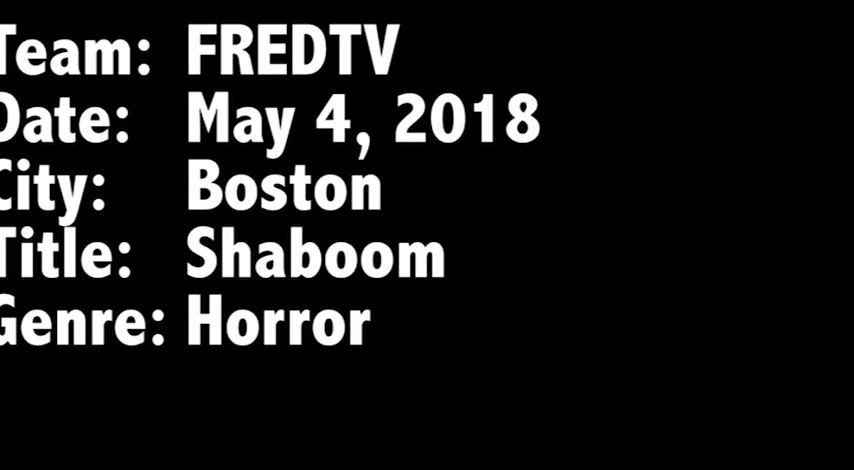 Team: FREDTV
Date: May 4, 2018
City: Boston
Title: Shaboom
Genre: Horror